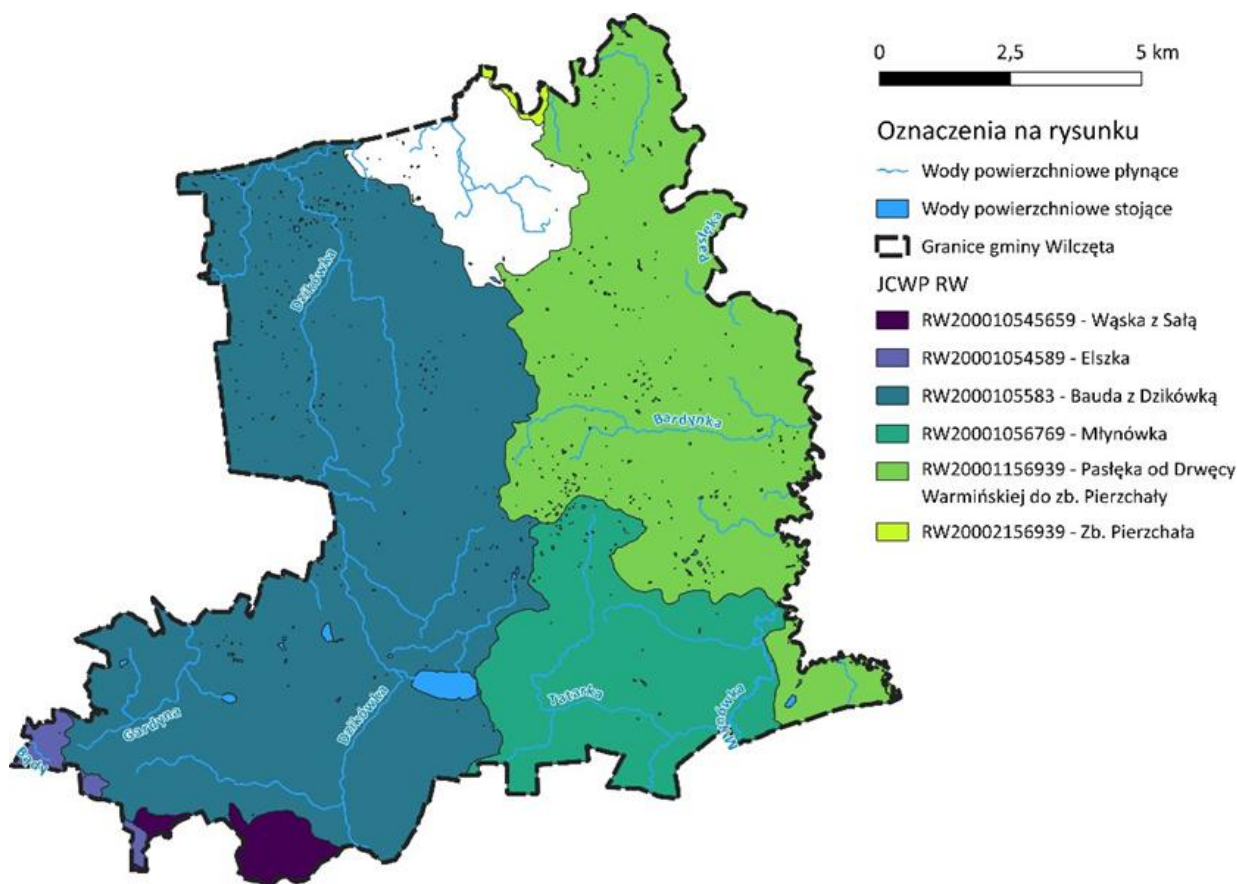 0 2,5 5 km
Oznaczenia na rysunku
Wody powierzchniowe płynące
Wody powierzchniowe stojące
Granice gminy Wilczęta
JCWP RW
RW200010545659 - Wąska z Sałą
RW20001054589 - Elszka
RW2000105583 - Bauda z Dzikówką
RW20001056769 - Młynówka
RW20001156939 - Pasłęka od Drwęcy
Warmińskiej do zb. Pierzchały
RW20002156939 - Zb. Pierzchała
Pasłęka
Dzikówka
Bardynka
Tatarka
Młynówka
Dzikówka
Gardyna
Bądy